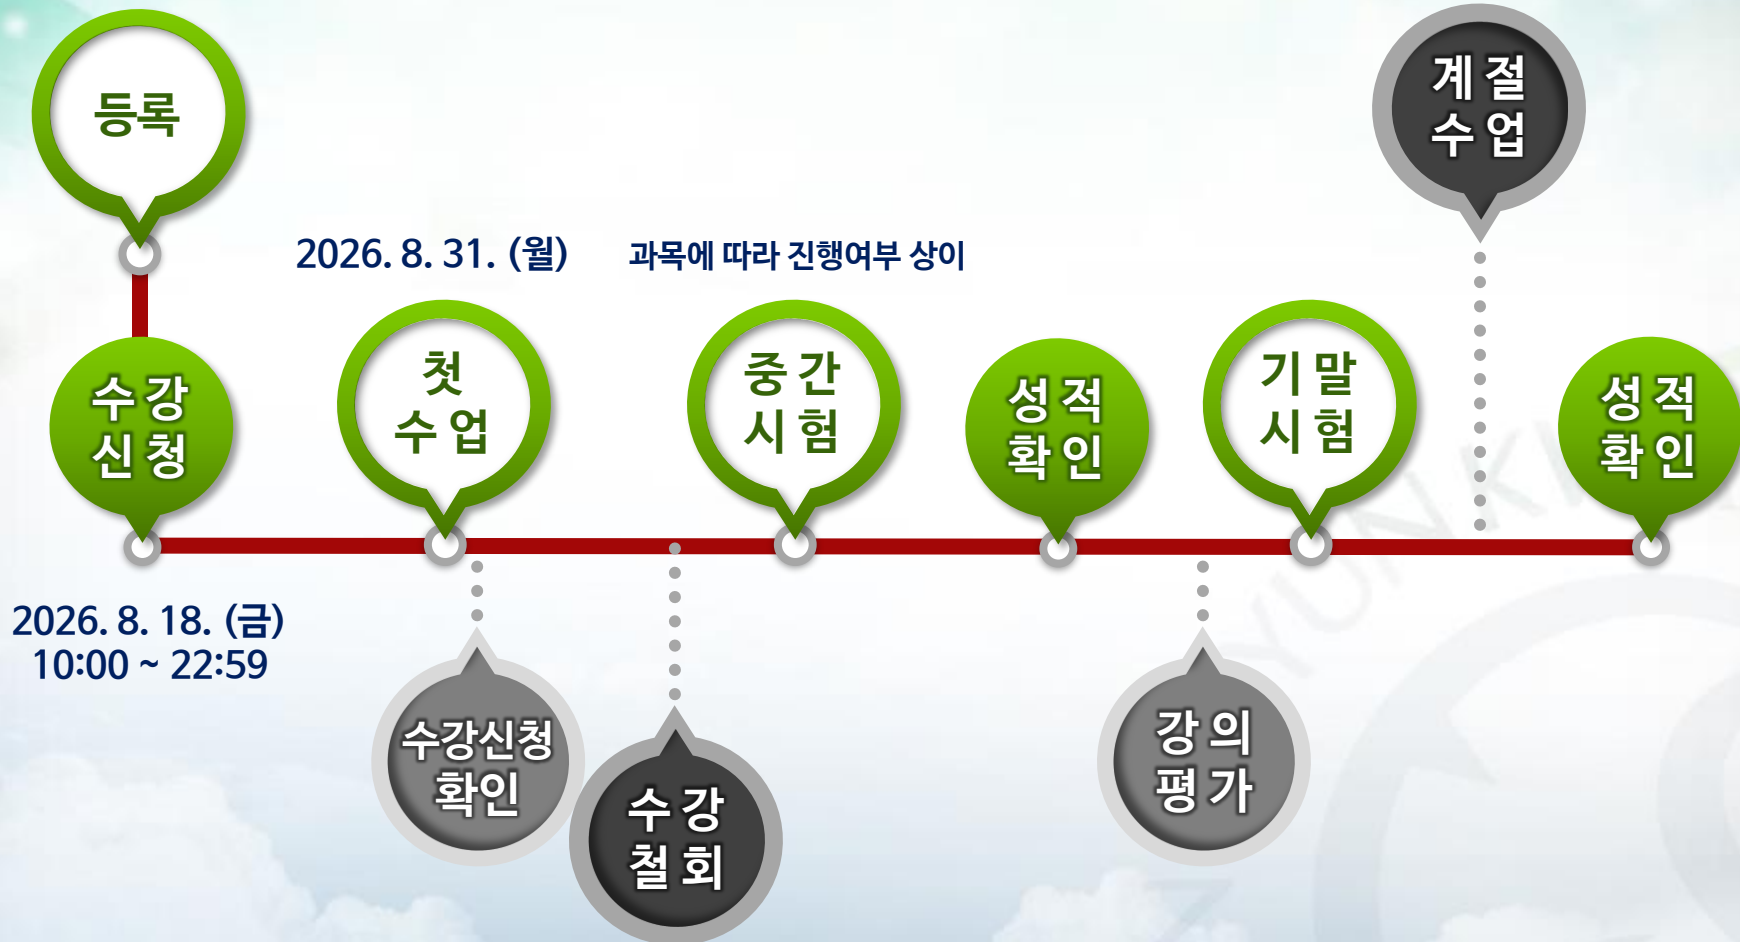 등록
계 절
수 업
2026. 8. 31. (월)
과목에 따라 진행여부 상이
수 강
신 청
첫
수 업
중 간
시 험
성 적
확 인
기 말
시 험
성 적
확 인
2026. 8. 18. (금)
10:00 ~ 22:59
수강신청
확인
수 강
철 회
강 의
평 가